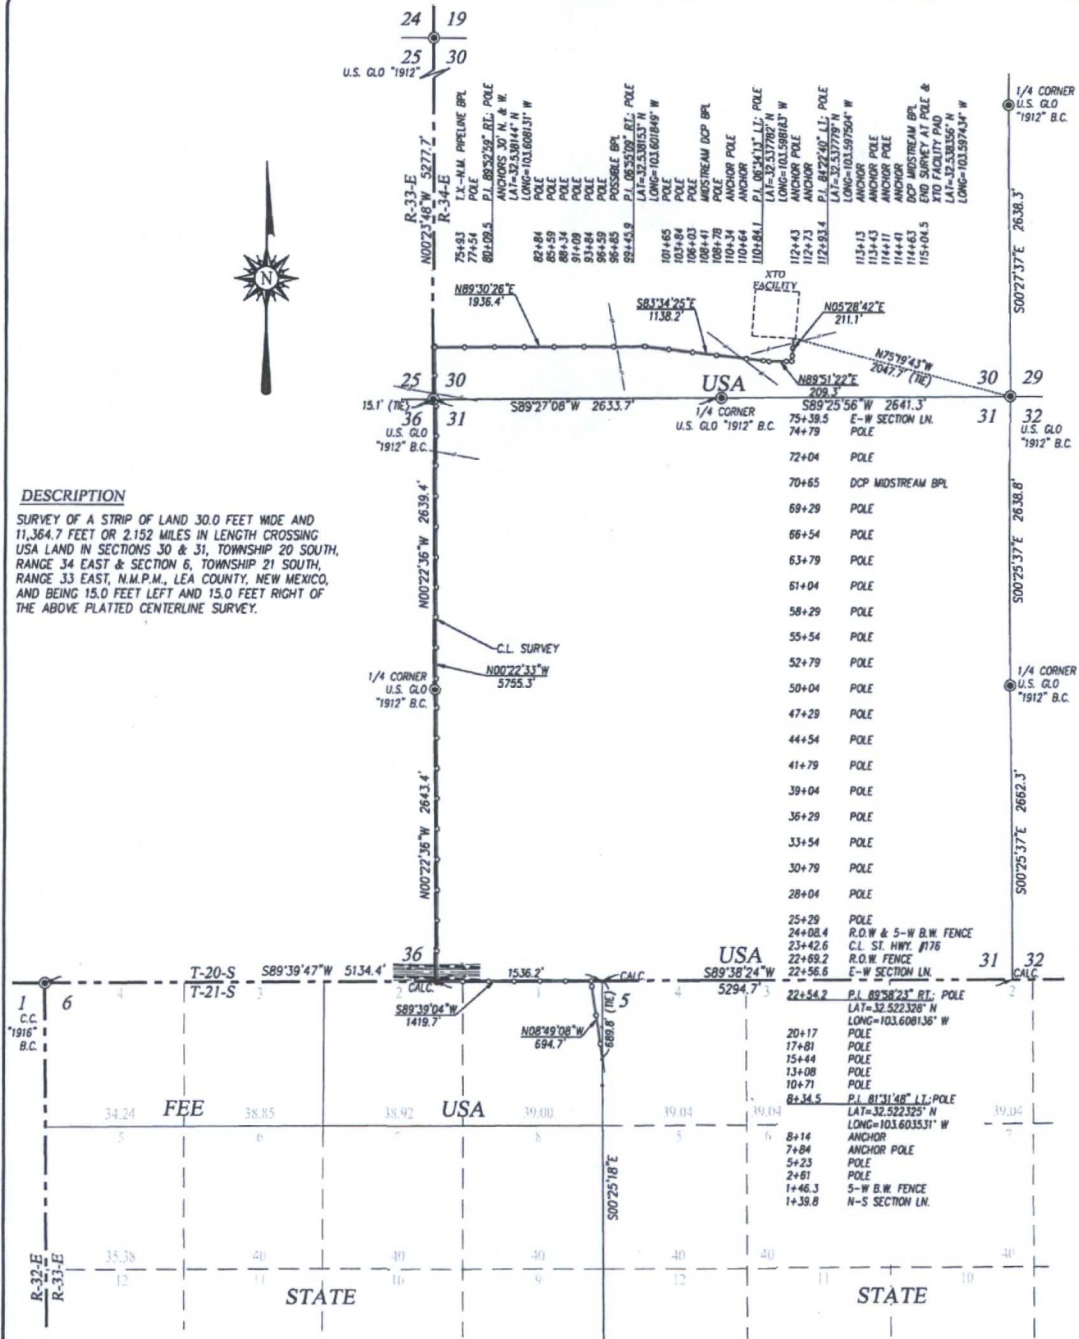 24 19
25 30
U.S. GLO "1912"
N00°23'48"W 5277.7'
R-33-E
R-34-E
75+93 T.X.-N.M. PIPELINE BPL
77+54 POLE
80+09.5 P.I. 89°52'59" RT.: POLE
ANCHORS 30' N. & W.
LAT=32.538144° N
LONG=103.608131° W
82+84 POLE
85+59 POLE
88+34 POLE
91+09 POLE
93+84 POLE
96+59 POLE
96+85 POSSIBLE BPL
99+45.9 P.I. 06°55'09" RT.: POLE
LAT=32.538153° N
LONG=103.601849° W
101+65 POLE
103+84 POLE
106+03 POLE
108+41 MIDSTREAM DCP BPL
108+78 POLE
110+34 ANCHOR POLE
110+64 ANCHOR
110+84.1 P.I. 06°34'13" LT.: POLE
LAT=32.537782° N
LONG=103.598183° W
112+43 ANCHOR POLE
112+73 ANCHOR
112+93.4 P.I. 84°22'40" LT.: POLE
LAT=32.537779° N
LONG=103.597504° W
113+13 ANCHOR
113+43 ANCHOR POLE
114+11 ANCHOR POLE
114+41 ANCHOR
114+63 DCP MIDSTREAM BPL
115+04.5 END SURVEY AT POLE &
XTO FACILITY PAD
LAT=32.538356° N
LONG=103.597434° W
1/4 CORNER
U.S. GLO
"1912" B.C.
S00°27'37"E 2638.3'
XTO
FACILITY
N89°30'26"E
1936.4'
S83°34'25"E
1138.2'
N05°28'42"E
211.1'
N75°19'43"W
2047.7' (TIE)
N89°51'22"E
209.3'
USA
25 30
30 29
15.1' (TIE)
36 31
U.S. GLO
"1912" B.C.
S89°27'08"W 2633.7'
1/4 CORNER
U.S. GLO "1912" B.C.
S89°25'56"W 2641.3'
31 32
U.S. GLO
"1912" B.C.
75+39.5 E-W SECTION LN.
74+79 POLE
72+04 POLE
70+65 DCP MIDSTREAM BPL
69+29 POLE
66+54 POLE
63+79 POLE
61+04 POLE
58+29 POLE
55+54 POLE
52+79 POLE
50+04 POLE
47+29 POLE
44+54 POLE
41+79 POLE
39+04 POLE
36+29 POLE
33+54 POLE
30+79 POLE
28+04 POLE
25+29 POLE
24+08.4 R.O.W & 5-W B.W. FENCE
23+42.6 C.L. ST. HWY. #176
22+69.2 R.O.W. FENCE
22+56.6 E-W SECTION LN.
22+54.2 P.I. 89°58'23" RT.: POLE
LAT=32.522328° N
LONG=103.608136° W
20+17 POLE
17+81 POLE
15+44 POLE
13+08 POLE
10+71 POLE
8+34.5 P.I. 81°31'48" LT.:POLE
LAT=32.522325° N
LONG=103.603531° W
8+14 ANCHOR
7+84 ANCHOR POLE
5+23 POLE
2+61 POLE
1+46.3 5-W B.W. FENCE
1+39.8 N-S SECTION LN.
DESCRIPTION
SURVEY OF A STRIP OF LAND 30.0 FEET WIDE AND
11,364.7 FEET OR 2.152 MILES IN LENGTH CROSSING
USA LAND IN SECTIONS 30 & 31, TOWNSHIP 20 SOUTH,
RANGE 34 EAST & SECTION 6, TOWNSHIP 21 SOUTH,
RANGE 33 EAST, N.M.P.M., LEA COUNTY, NEW MEXICO,
AND BEING 15.0 FEET LEFT AND 15.0 FEET RIGHT OF
THE ABOVE PLATTED CENTERLINE SURVEY.
N
N00°22'36"W 2639.4'
C.L. SURVEY
N00°22'33"W
5755.3'
1/4 CORNER
U.S. GLO
"1912" B.C.
N00°22'36"W 2643.4'
S00°25'37"E 2638.8'
1/4 CORNER
U.S. GLO
"1912" B.C.
S00°25'37"E 2662.3'
36
USA
31 32
T-20-S
T-21-S
S89°39'47"W 5134.4'
1536.2'
CALC.
S89°38'24"W
5294.7'
CALC.
CALC.
1 6
C.C.
"1916"
B.C.
4 3 2 5 3 2
S89°39'04"W
1419.7'
N08°49'08"W
694.7'
689.8' (TIE)
34.24 FEE 38.85 38.92 USA 39.00 39.04 39.04 39.04
5 6 7 8 5 6 7
S00°25'18"E
R-32-E
R-33-E
35.38 40 40 40 40 40 40
12 11 10 9 12 11 10
STATE STATE